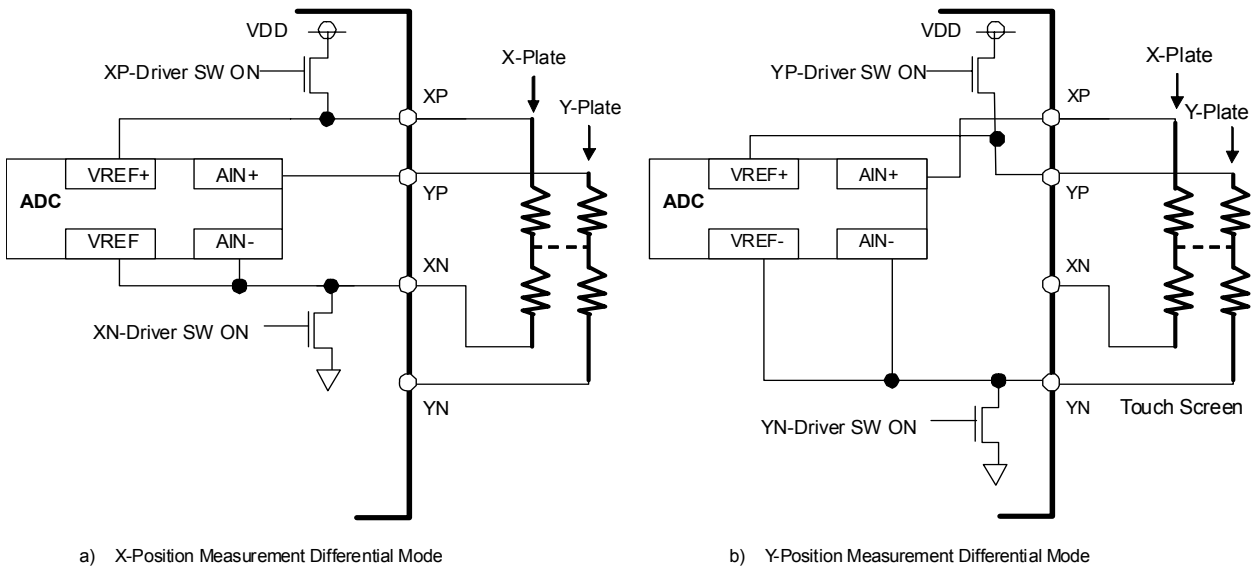 VDD
XP-Driver SW ON
X-Plate
XP
Y-Plate
VREF+
AIN+
ADC
YP
VREF
AIN-
XN
XN-Driver SW ON
YN
a) X-Position Measurement Differential Mode
VDD
YP-Driver SW ON
X-Plate
XP
Y-Plate
VREF+
AIN+
ADC
YP
VREF-
AIN-
XN
YN
Touch Screen
YN-Driver SW ON
b) Y-Position Measurement Differential Mode